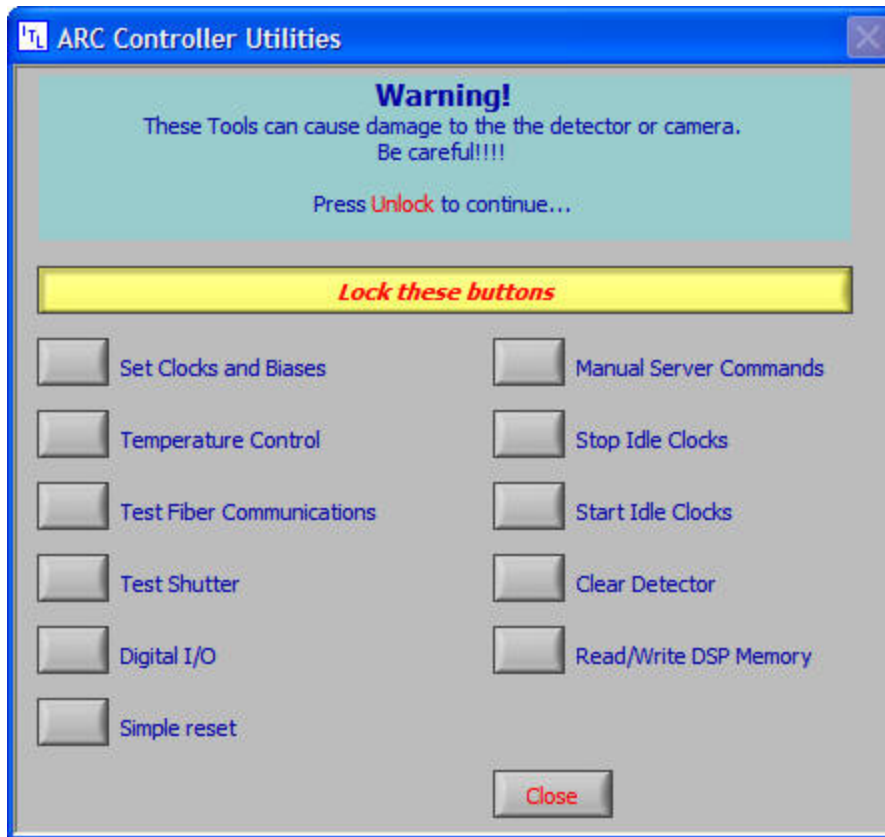 ITL ARC Controller Utilities
Warning!
These Tools can cause damage to the the detector or camera.
Be careful!!!!
Press Unlock to continue...
Lock these buttons
Set Clocks and Biases
Manual Server Commands
Temperature Control
Stop Idle Clocks
Test Fiber Communications
Start Idle Clocks
Test Shutter
Clear Detector
Digital I/O
Read/Write DSP Memory
Simple reset
Close